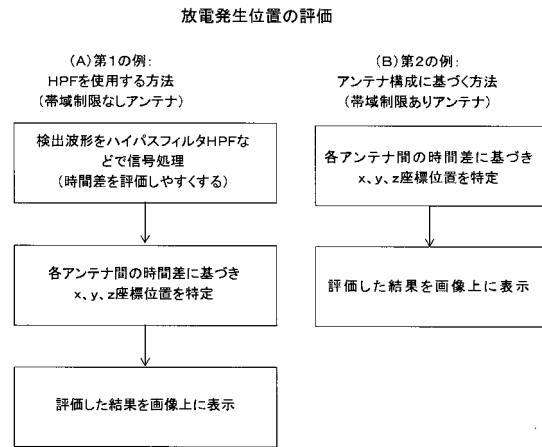 放電発生位置の評価
(A)第1の例:
HPFを使用する方法
(帯域制限なしアンテナ)
検出波形をハイパスフィルタHPFな
どで信号処理
(時間差を評価しやすくする)
各アンテナ間の時間差に基づき
x、y、z座標位置を特定
評価した結果を画像上に表示
(B)第2の例:
アンテナ構成に基づく方法
(帯域制限ありアンテナ)
各アンテナ間の時間差に基づき
x、y、z座標位置を特定
評価した結果を画像上に表示